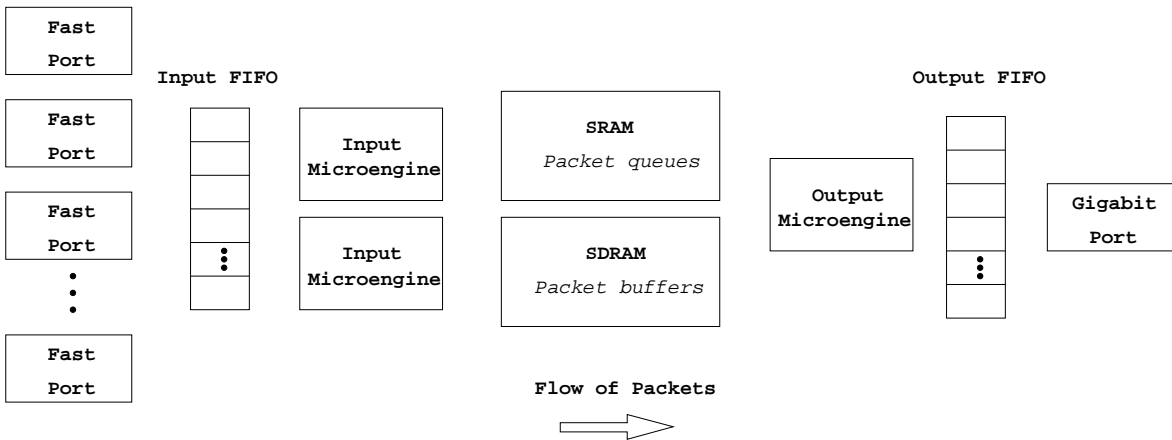 Fast
Port
Fast
Port
Fast
Port
Fast
Port
Input FIFO
Input
Microengine
Input
Microengine
SRAM
Packet queues
SDRAM
Packet buffers
Output
Microengine
Output FIFO
Gigabit
Port
Flow of Packets